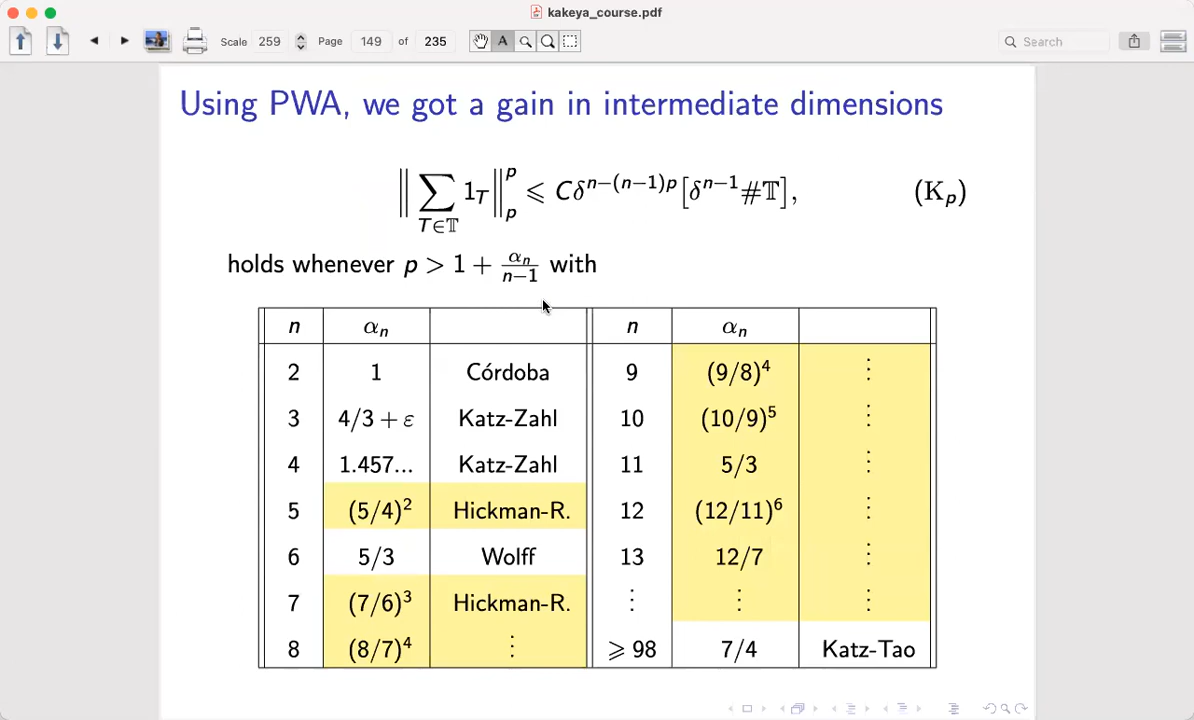 kakeya_course.pdf
Scale 259 Page 149 of 235 A Search
Using PWA, we got a gain in intermediate dimensions
‖ ∑_{T∈𝕋} 1_T ‖_p^p ⩽ Cδ^{n−(n−1)p}[δ^{n−1}#𝕋], (K_p)
holds whenever p > 1 + α_n/(n−1) with
n α_n n α_n
2 1 Córdoba 9 (9/8)^4 ⋮
3 4/3 + ε Katz-Zahl 10 (10/9)^5 ⋮
4 1.457... Katz-Zahl 11 5/3 ⋮
5 (5/4)^2 Hickman-R. 12 (12/11)^6 ⋮
6 5/3 Wolff 13 12/7 ⋮
7 (7/6)^3 Hickman-R. ⋮ ⋮ ⋮
8 (8/7)^4 ⋮ ⩾ 98 7/4 Katz-Tao